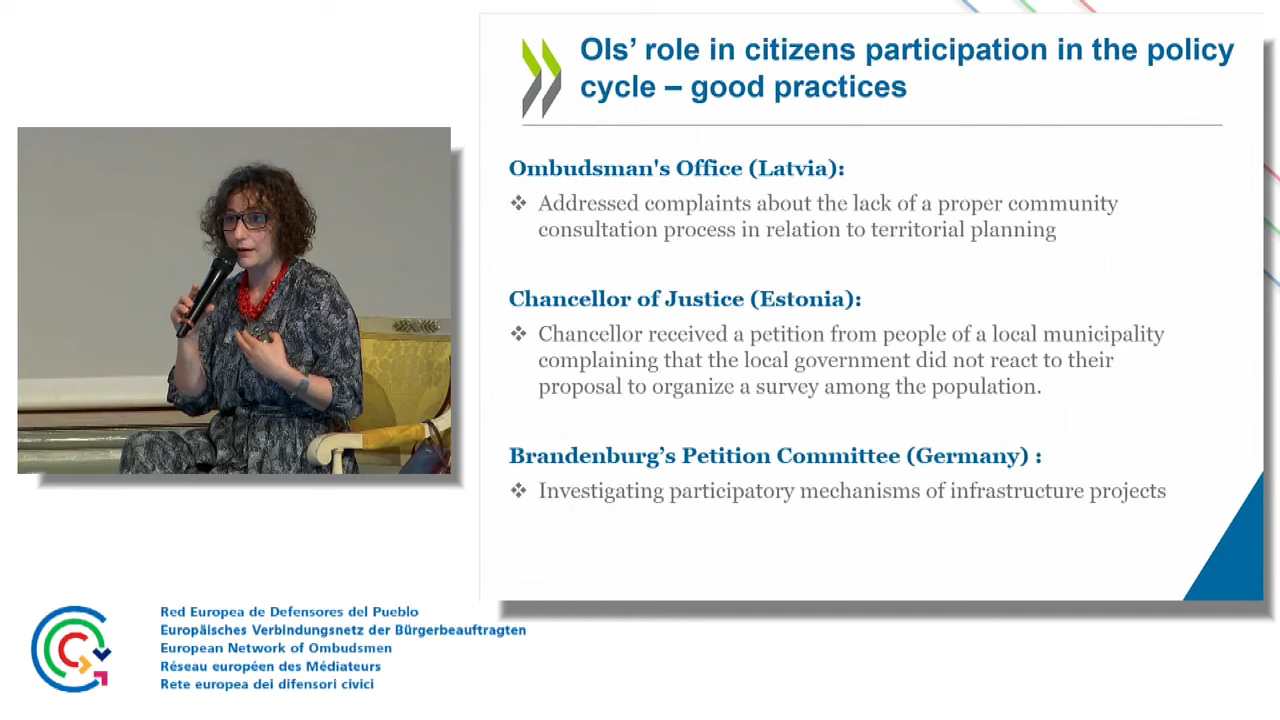 OIs' role in citizens participation in the policy
cycle – good practices
Ombudsman's Office (Latvia):
❖ Addressed complaints about the lack of a proper community
consultation process in relation to territorial planning
Chancellor of Justice (Estonia):
❖ Chancellor received a petition from people of a local municipality
complaining that the local government did not react to their
proposal to organize a survey among the population.
Brandenburg's Petition Committee (Germany) :
❖ Investigating participatory mechanisms of infrastructure projects
Red Europea de Defensores del Pueblo
Europäisches Verbindungsnetz der Bürgerbeauftragten
European Network of Ombudsmen
Réseau européen des Médiateurs
Rete europea dei difensori civici